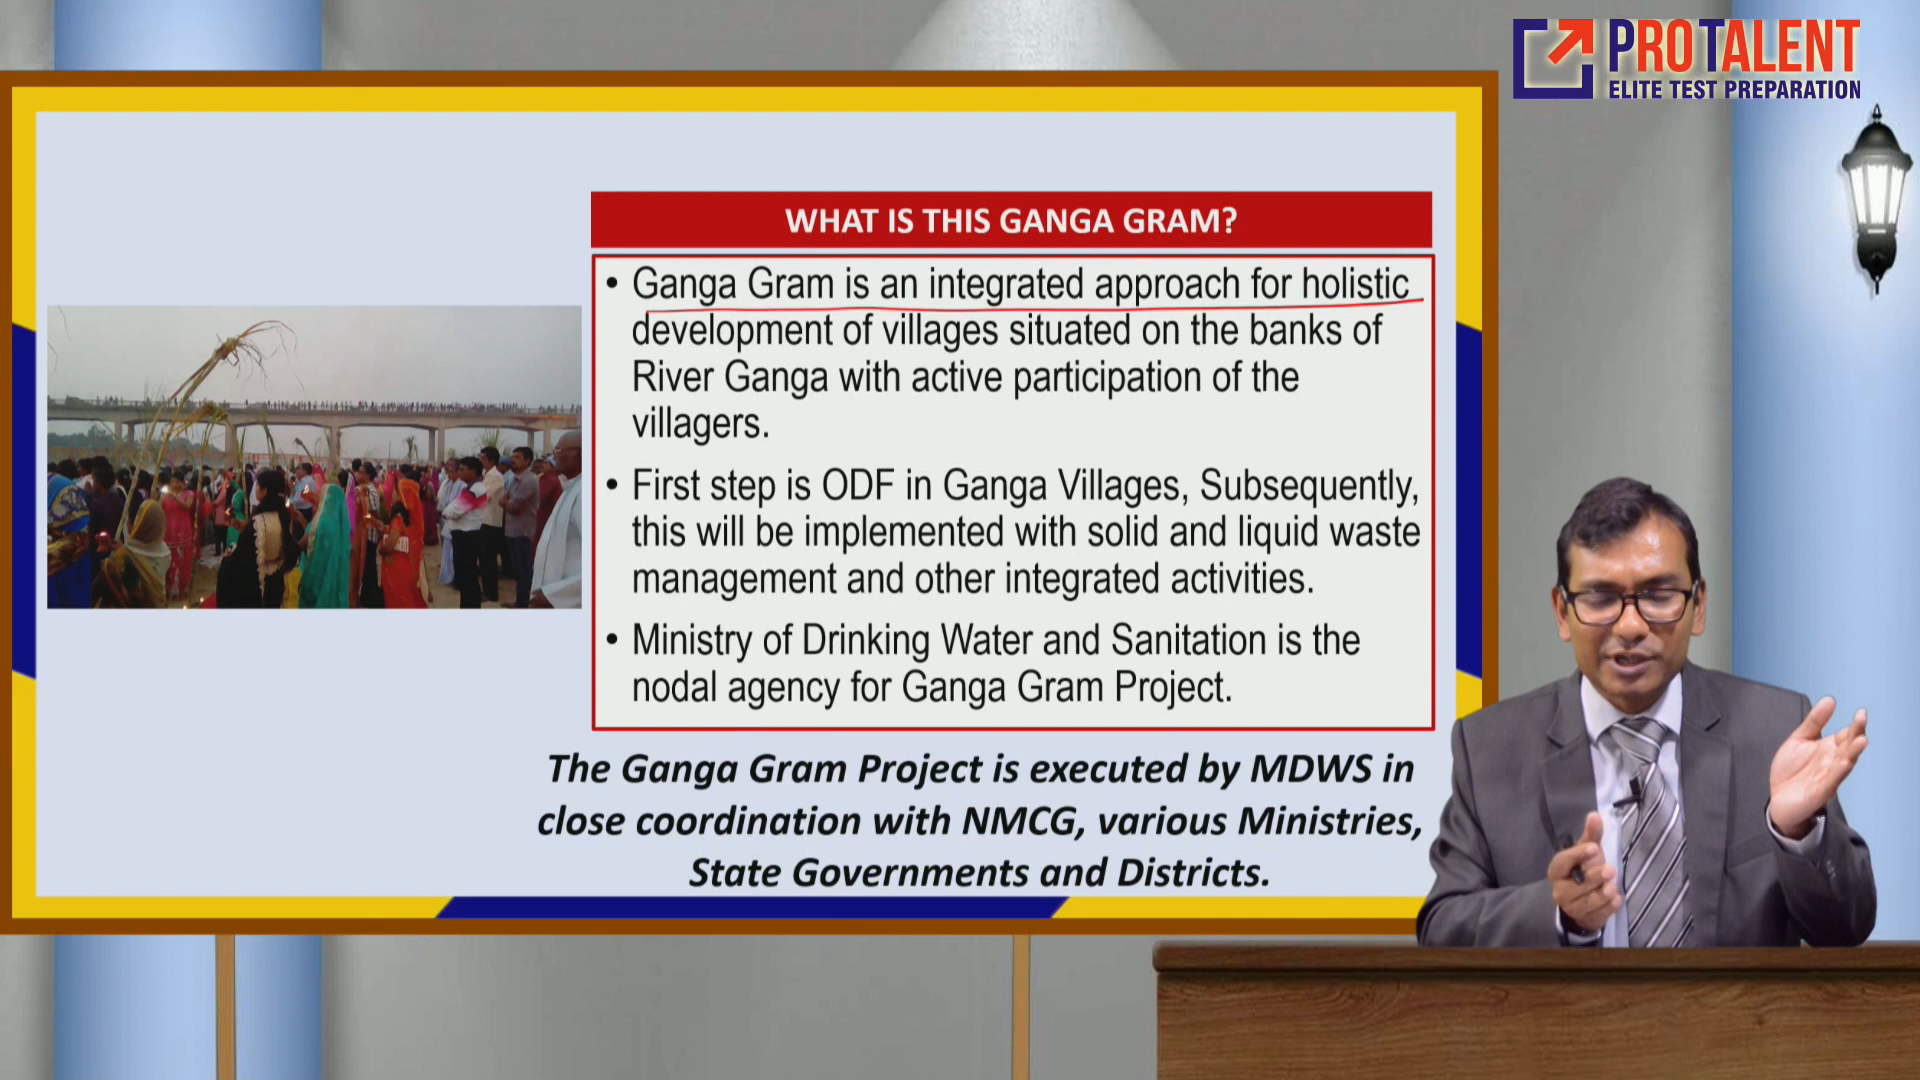 PROTALENT
ELITE TEST PREPARATION
WHAT IS THIS GANGA GRAM?
• Ganga Gram is an integrated approach for holistic
development of villages situated on the banks of
River Ganga with active participation of the
villagers.
• First step is ODF in Ganga Villages, Subsequently,
this will be implemented with solid and liquid waste
management and other integrated activities.
• Ministry of Drinking Water and Sanitation is the
nodal agency for Ganga Gram Project.
The Ganga Gram Project is executed by MDWS in
close coordination with NMCG, various Ministries,
State Governments and Districts.